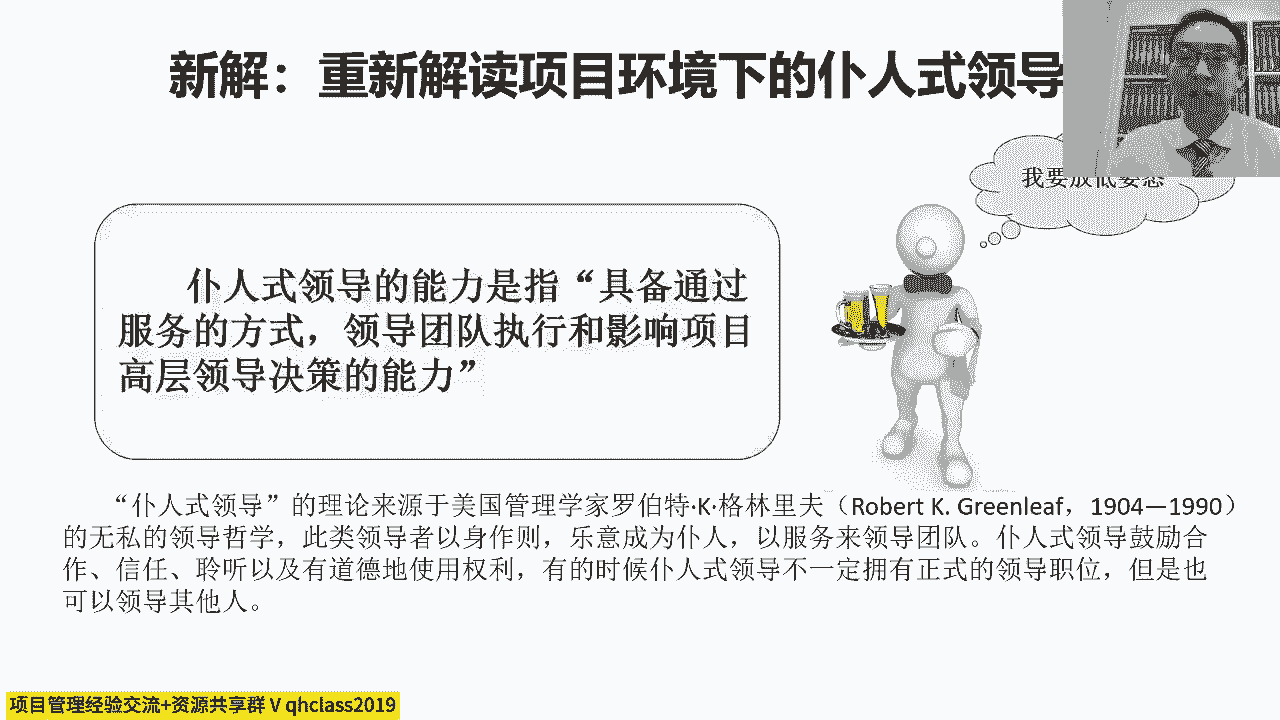 新解：重新解读项目环境下的仆人式领导
我要放低姿态
仆人式领导的能力是指“具备通过
服务的方式，领导团队执行和影响项目
高层领导决策的能力”
“仆人式领导”的理论来源于美国管理学家罗伯特·K·格林里夫（Robert K. Greenleaf，1904—1990）
的无私的领导哲学，此类领导者以身作则，乐意成为仆人，以服务来领导团队。仆人式领导鼓励合
作、信任、聆听以及有道德地使用权利，有的时候仆人式领导不一定拥有正式的领导职位，但是也
可以领导其他人。
项目管理经验交流+资源共享群 V qhclass2019